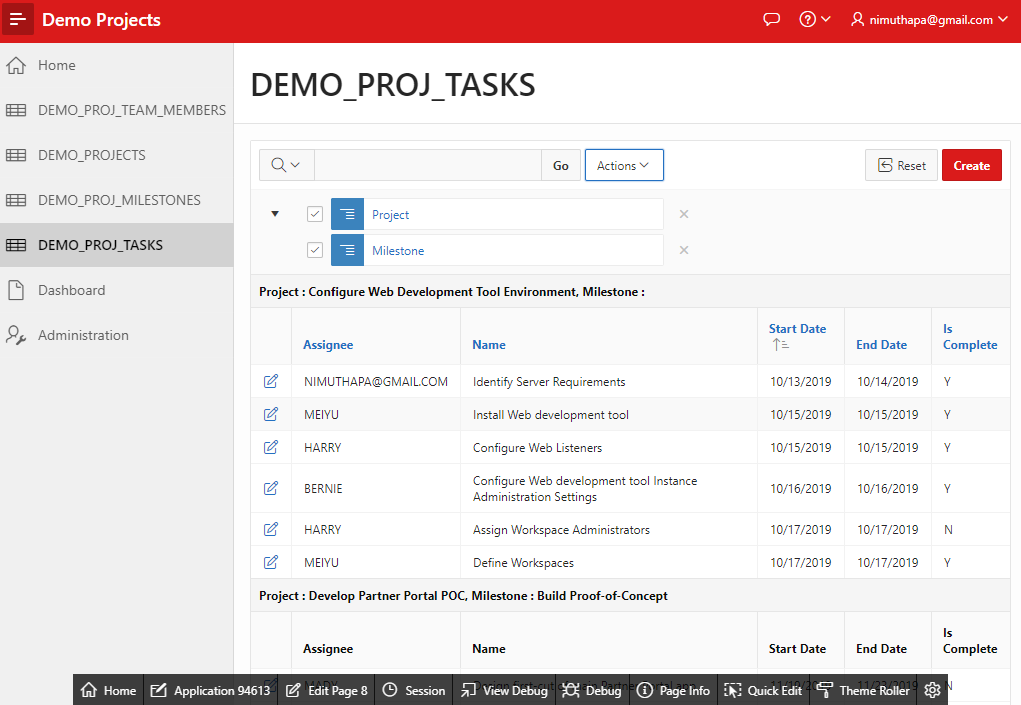 Demo Projects
nimuthapa@gmail.com
Home
DEMO_PROJ_TEAM_MEMBERS
DEMO_PROJECTS
DEMO_PROJ_MILESTONES
DEMO_PROJ_TASKS
Dashboard
Administration
DEMO_PROJ_TASKS
Go
Actions
Reset
Create
Project
Milestone
Project : Configure Web Development Tool Environment, Milestone :
Assignee Name Start Date End Date Is Complete
NIMUTHAPA@GMAIL.COM Identify Server Requirements 10/13/2019 10/14/2019 Y
MEIYU Install Web development tool 10/15/2019 10/15/2019 Y
HARRY Configure Web Listeners 10/15/2019 10/15/2019 Y
BERNIE Configure Web development tool Instance Administration Settings 10/16/2019 10/16/2019 Y
HARRY Assign Workspace Administrators 10/17/2019 10/17/2019 N
MEIYU Define Workspaces 10/17/2019 10/17/2019 Y
Project : Develop Partner Portal POC, Milestone : Build Proof-of-Concept
Assignee Name Start Date End Date Is Complete
N
Home Application 94613 Edit Page 8 Session View Debug Debug Page Info Quick Edit Theme Roller